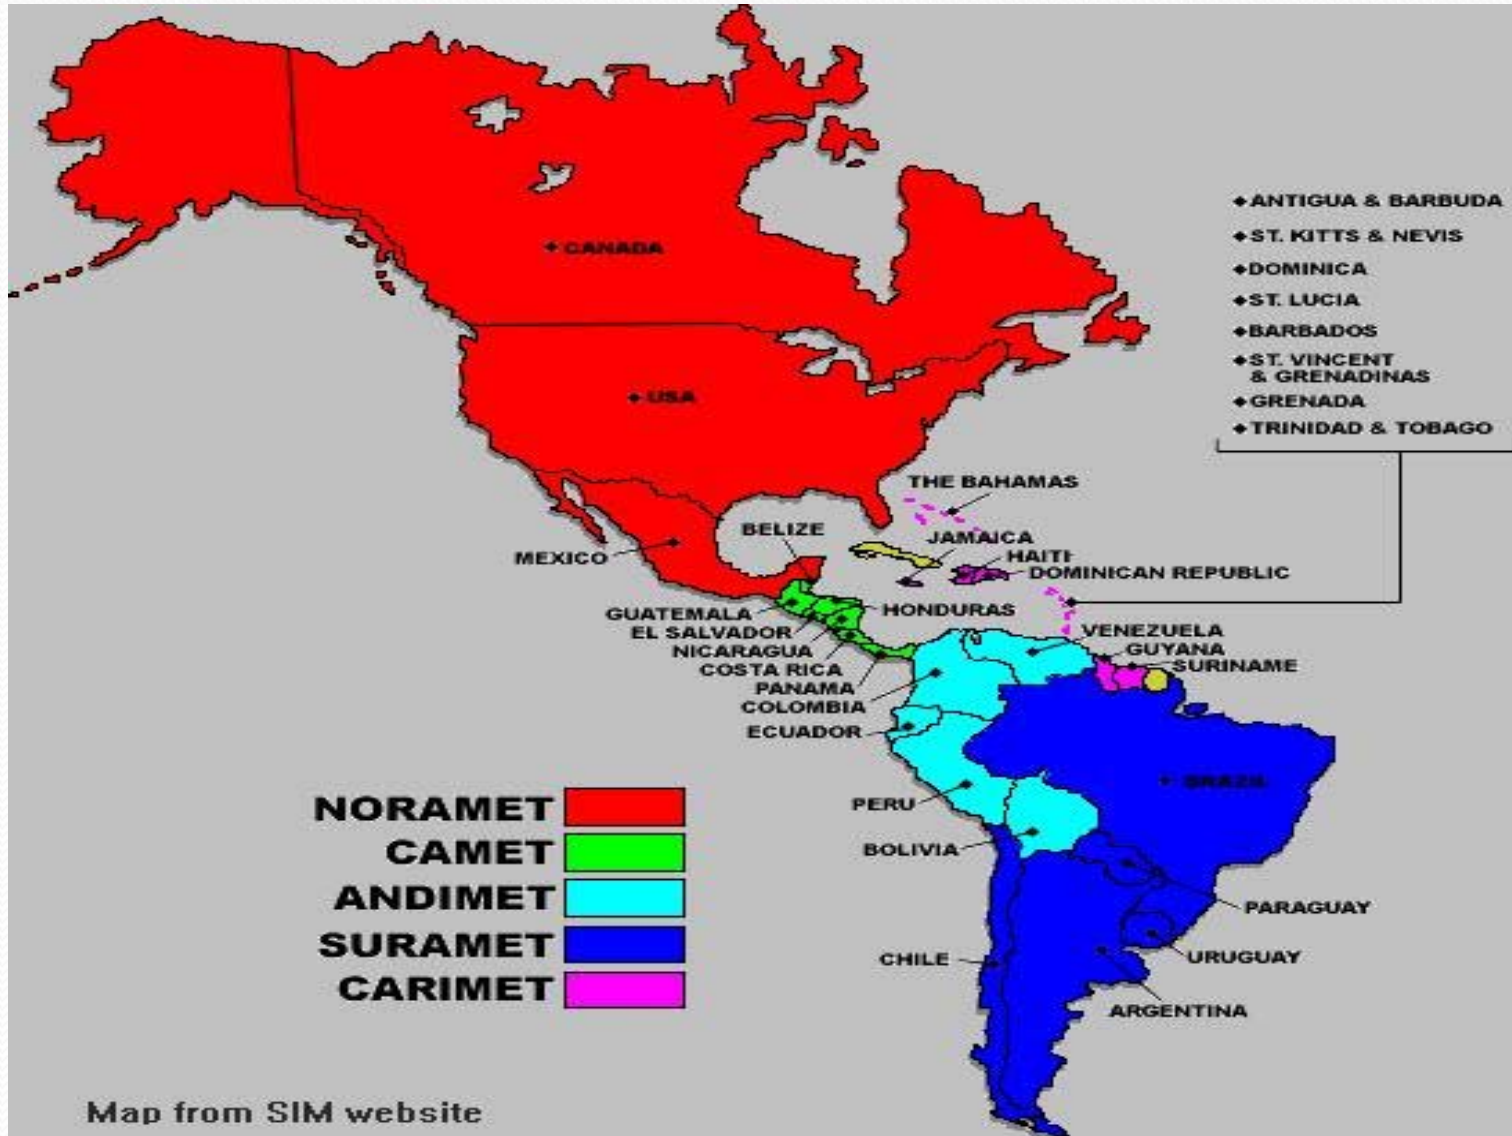 CANADA
USA
ANTIGUA & BARBUDA
ST. KITTS & NEVIS
DOMINICA
ST. LUCIA
BARBADOS
ST. VINCENT
& GRENADINAS
GRENADA
TRINIDAD & TOBAGO
THE BAHAMAS
BELIZE
JAMAICA
MEXICO
HAITI
DOMINICAN REPUBLIC
GUATEMALA
HONDURAS
EL SALVADOR
NICARAGUA
COSTA RICA
PANAMA
COLOMBIA
ECUADOR
VENEZUELA
GUYANA
SURINAME
BRAZIL
PERU
BOLIVIA
PARAGUAY
CHILE
URUGUAY
ARGENTINA
NORAMET
CAMET
ANDIMET
SURAMET
CARIMET
Map from SIM website